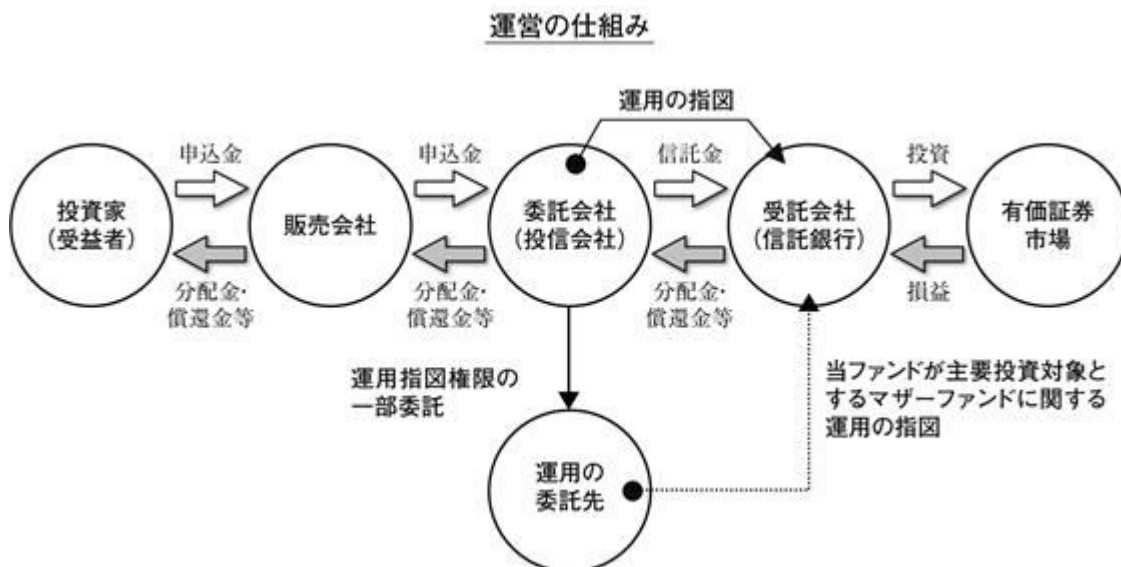 運営の仕組み
運用の指図
申込金
申込金
信託金
投資
投資家
（受益者）
販売会社
委託会社
（投信会社）
受託会社
（信託銀行）
有価証券
市場
分配金・
償還金等
分配金・
償還金等
分配金・
償還金等
損益
運用指図権限の
一部委託
当ファンドが主要投資対象と
するマザーファンドに関する
運用の指図
運用の
委託先